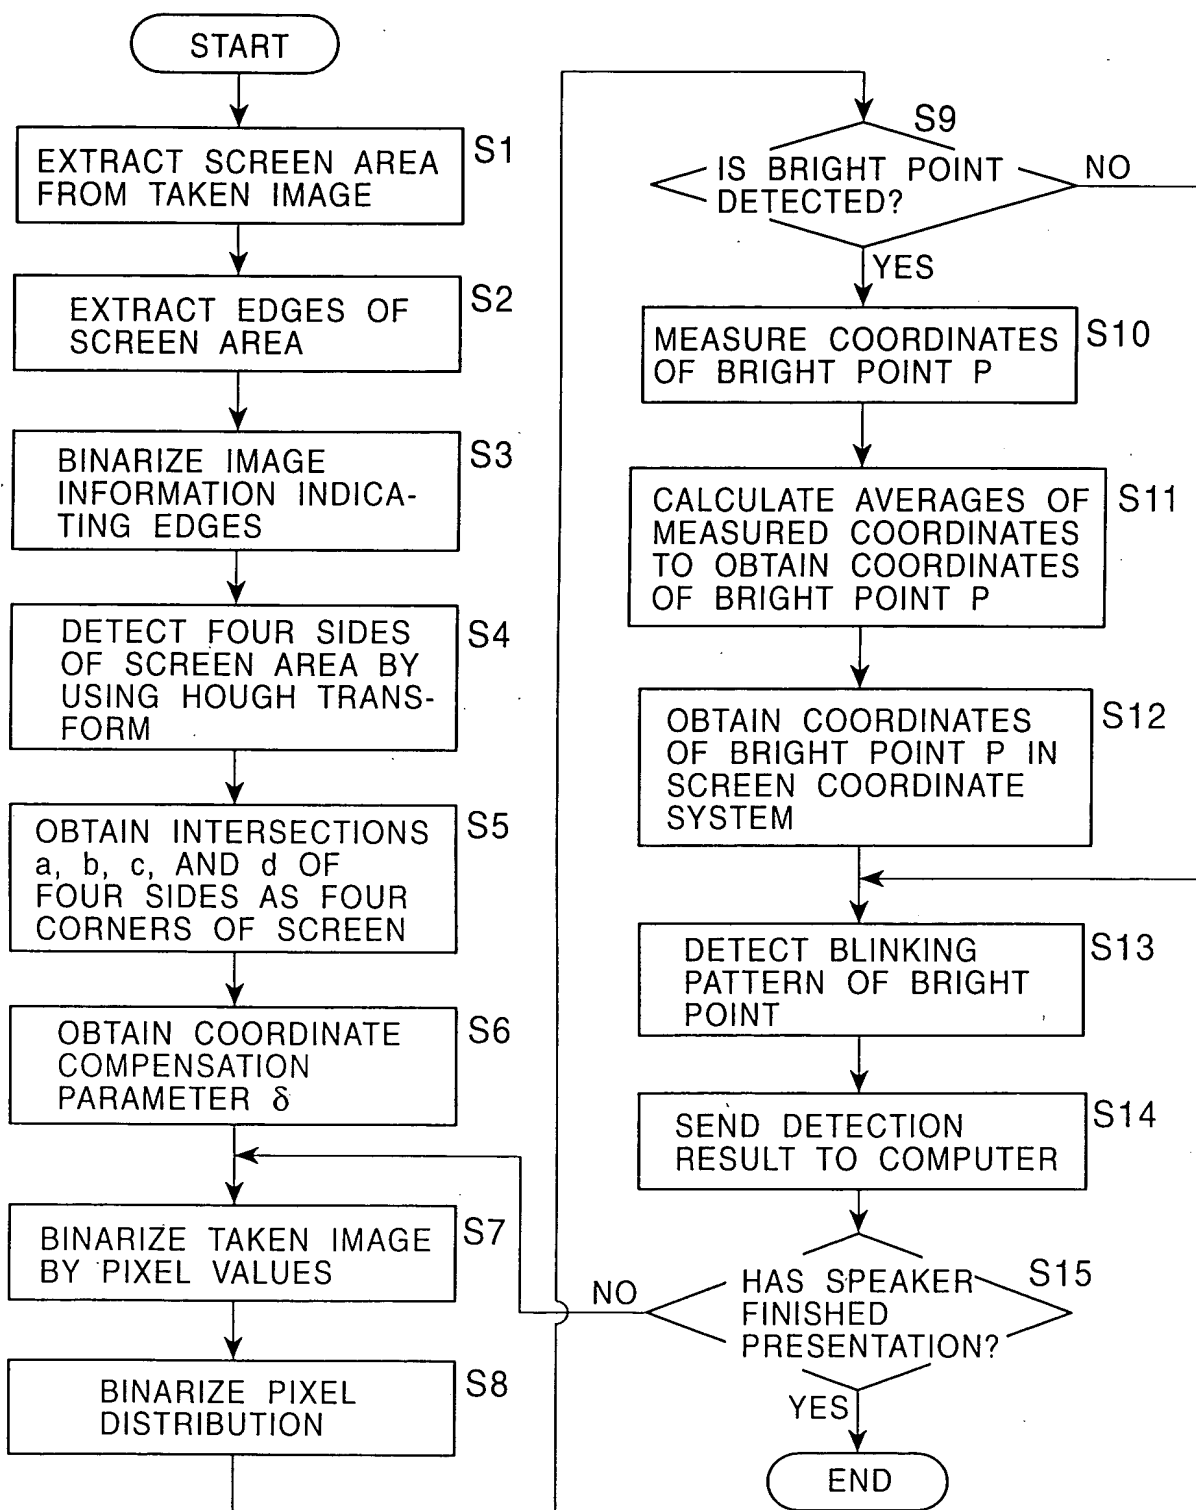 START
S1
EXTRACT SCREEN AREA
FROM TAKEN IMAGE
S2
EXTRACT EDGES OF
SCREEN AREA
S3
BINARIZE IMAGE
INFORMATION INDICA-
TING EDGES
S4
DETECT FOUR SIDES
OF SCREEN AREA BY
USING HOUGH TRANS-
FORM
S5
OBTAIN INTERSECTIONS
a, b, c, AND d OF
FOUR SIDES AS FOUR
CORNERS OF SCREEN
S6
OBTAIN COORDINATE
COMPENSATION
PARAMETER δ
S7
BINARIZE TAKEN IMAGE
BY PIXEL VALUES
S8
BINARIZE PIXEL
DISTRIBUTION
S9
IS BRIGHT POINT
DETECTED?
NO
YES
S10
MEASURE COORDINATES
OF BRIGHT POINT P
S11
CALCULATE AVERAGES OF
MEASURED COORDINATES
TO OBTAIN COORDINATES
OF BRIGHT POINT P
S12
OBTAIN COORDINATES
OF BRIGHT POINT P IN
SCREEN COORDINATE
SYSTEM
S13
DETECT BLINKING
PATTERN OF BRIGHT
POINT
S14
SEND DETECTION
RESULT TO COMPUTER
S15
HAS SPEAKER
FINISHED
PRESENTATION?
NO
YES
END